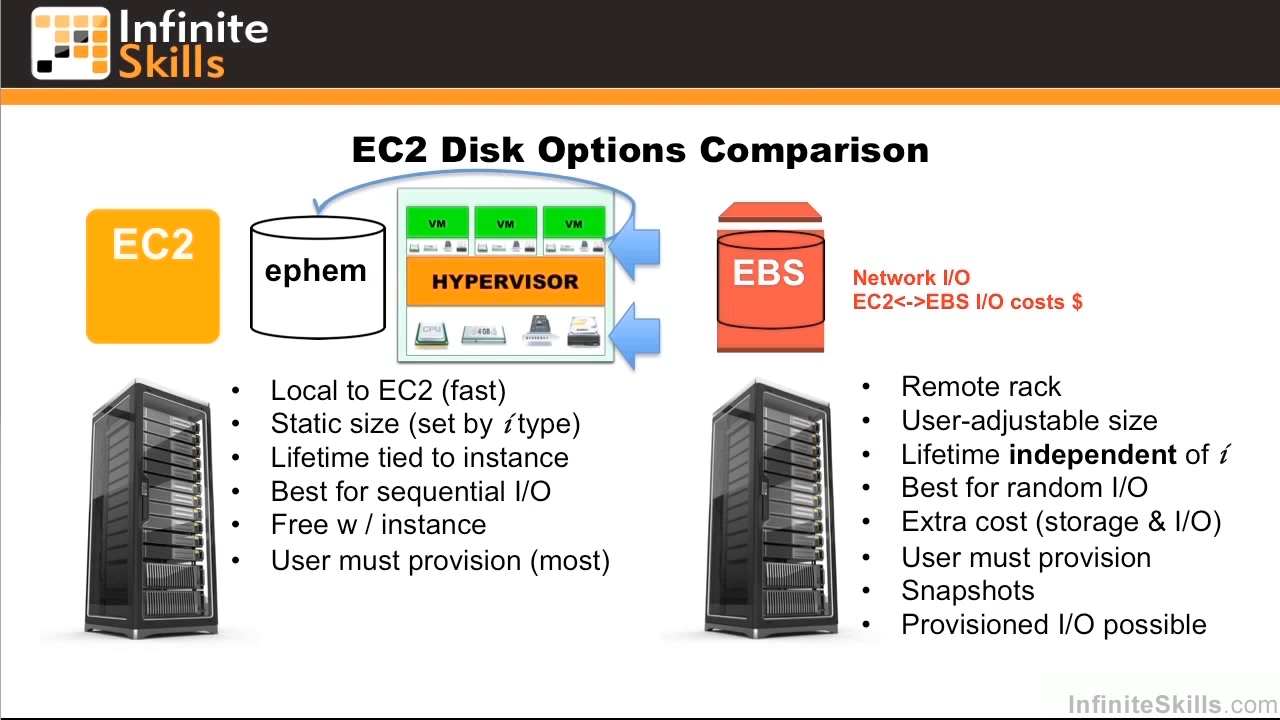 Infinite
Skills
EC2 Disk Options Comparison
EC2
ephem
VM VM VM
HYPERVISOR
CPU
4 GB
EBS
Network I/O
EC2<->EBS I/O costs $
• Local to EC2 (fast)
• Static size (set by i type)
• Lifetime tied to instance
• Best for sequential I/O
• Free w / instance
• User must provision (most)
• Remote rack
• User-adjustable size
• Lifetime independent of i
• Best for random I/O
• Extra cost (storage & I/O)
• User must provision
• Snapshots
• Provisioned I/O possible
InfiniteSkills.com